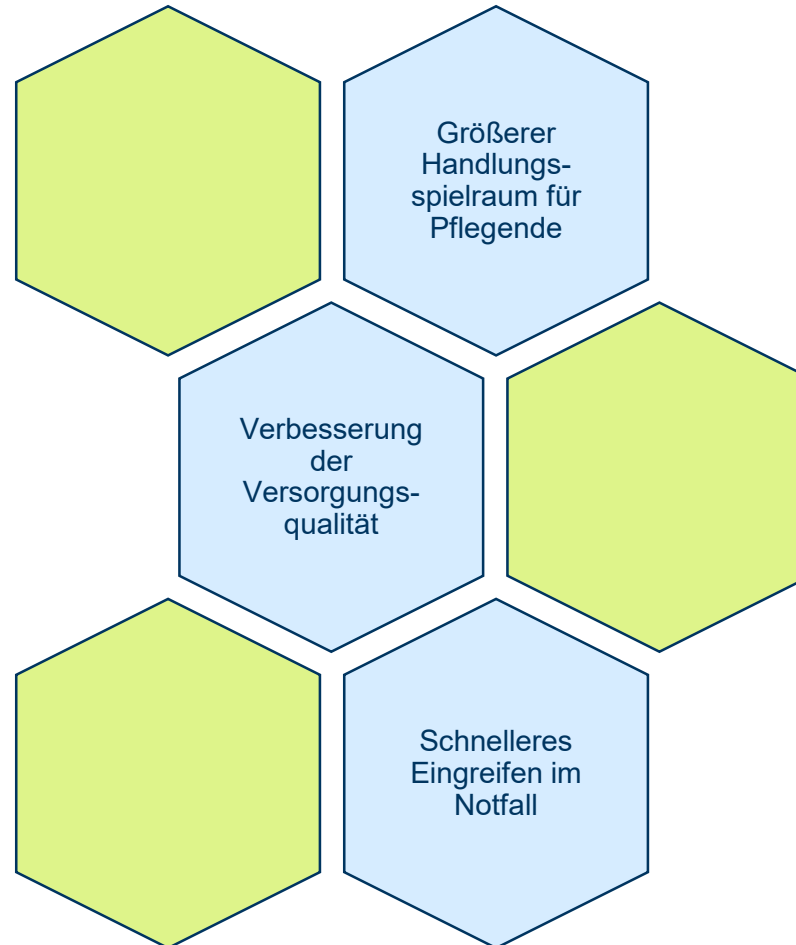 Größerer
Handlungs-
spielraum für
Pflegende
Verbesserung
der
Versorgungs-
qualität
Schnelleres
Eingreifen im
Notfall